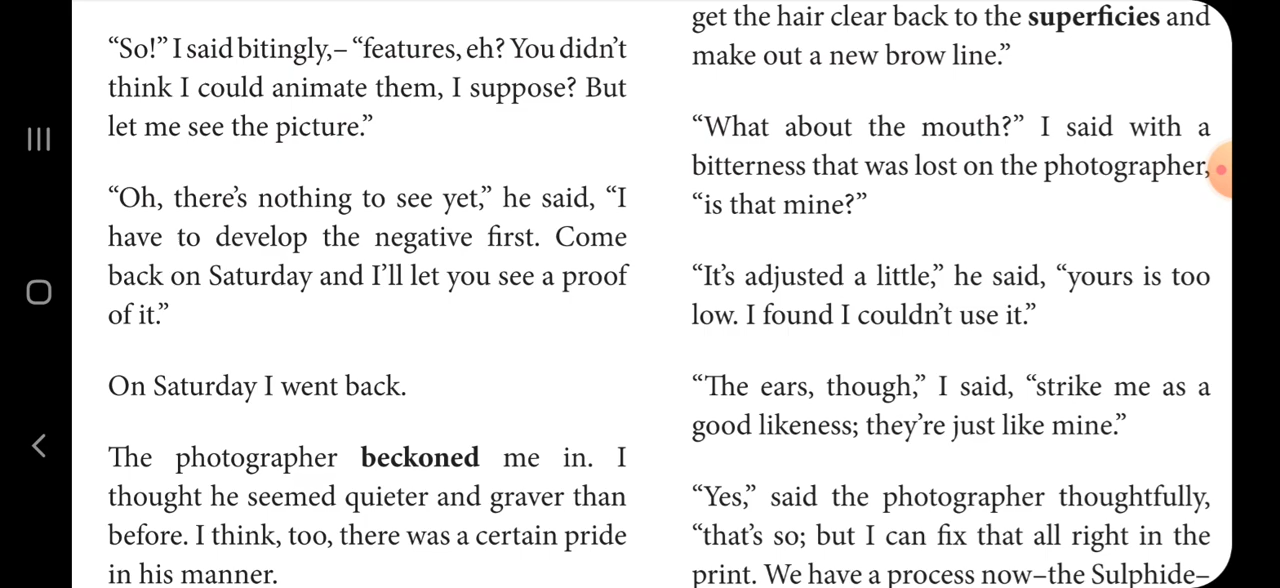 “So!” I said bitingly,– “features, eh? You didn’t
think I could animate them, I suppose? But
let me see the picture.”
“Oh, there’s nothing to see yet,” he said, “I
have to develop the negative first. Come
back on Saturday and I’ll let you see a proof
of it.”
On Saturday I went back.
The photographer beckoned me in. I
thought he seemed quieter and graver than
before. I think, too, there was a certain pride
in his manner.
get the hair clear back to the superficies and
make out a new brow line.”
“What about the mouth?” I said with a
bitterness that was lost on the photographer,
“is that mine?”
“It’s adjusted a little,” he said, “yours is too
low. I found I couldn’t use it.”
“The ears, though,” I said, “strike me as a
good likeness; they’re just like mine.”
“Yes,” said the photographer thoughtfully,
“that’s so; but I can fix that all right in the
print. We have a process now–the Sulphide–